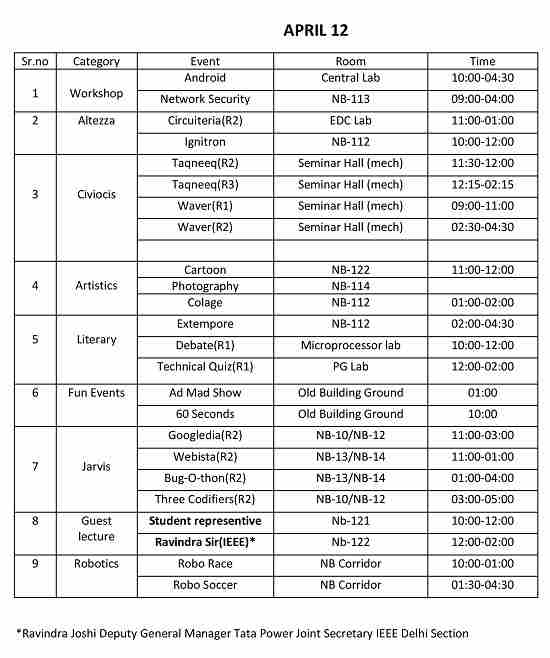 APRIL 12
Sr.no Category Event Room Time
1 Workshop Android Central Lab 10:00-04:30
Network Security NB-113 09:00-04:00
2 Altezza Circuiteria(R2) EDC Lab 11:00-01:00
Ignitron NB-112 10:00-12:00
3 Civiocis Taqneeq(R2) Seminar Hall (mech) 11:30-12:00
Taqneeq(R3) Seminar Hall (mech) 12:15-02:15
Waver(R1) Seminar Hall (mech) 09:00-11:00
Waver(R2) Seminar Hall (mech) 02:30-04:30
4 Artistics Cartoon NB-122 11:00-12:00
Photography NB-114
Colage NB-112 01:00-02:00
5 Literary Extempore NB-112 02:00-04:30
Debate(R1) Microprocessor lab 10:00-12:00
Technical Quiz(R1) PG Lab 12:00-02:00
6 Fun Events Ad Mad Show Old Building Ground 01:00
60 Seconds Old Building Ground 10:00
7 Jarvis Googledia(R2) NB-10/NB-12 11:00-03:00
Webista(R2) NB-13/NB-14 11:00-01:00
Bug-O-thon(R2) NB-13/NB-14 01:00-04:00
Three Codifiers(R2) NB-10/NB-12 03:00-05:00
8 Guest lecture Student representive Nb-121 10:00-12:00
Ravindra Sir(IEEE)* Nb-122 12:00-02:00
9 Robotics Robo Race NB Corridor 10:00-01:00
Robo Soccer NB Corridor 01:30-04:30
*Ravindra Joshi Deputy General Manager Tata Power Joint Secretary IEEE Delhi Section